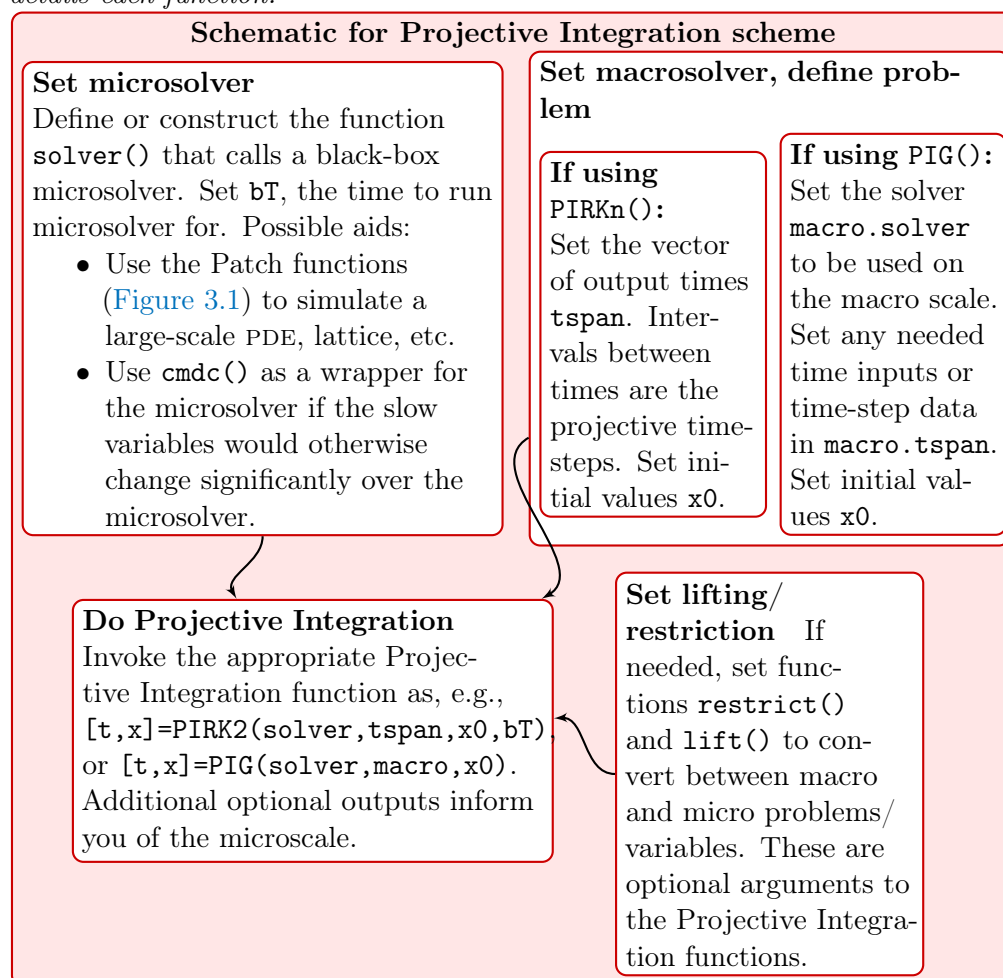 details each function.
Schematic for Projective Integration scheme
Set microsolver
Define or construct the function
solver() that calls a black-box
microsolver. Set bT, the time to run
microsolver for. Possible aids:
• Use the Patch functions
(Figure 3.1) to simulate a
large-scale PDE, lattice, etc.
• Use cmdc() as a wrapper for
the microsolver if the slow
variables would otherwise
change significantly over the
microsolver.
Set macrosolver, define prob-
lem
If using
PIRKn():
Set the vector
of output times
tspan. Inter-
vals between
times are the
projective time-
steps. Set ini-
tial values x0.
If using PIG():
Set the solver
macro.solver
to be used on
the macro scale.
Set any needed
time inputs or
time-step data
in macro.tspan.
Set initial val-
ues x0.
Do Projective Integration
Invoke the appropriate Projec-
tive Integration function as, e.g.,
[t,x]=PIRK2(solver,tspan,x0,bT),
or [t,x]=PIG(solver,macro,x0).
Additional optional outputs inform
you of the microscale.
Set lifting/
restriction If
needed, set func-
tions restrict()
and lift() to con-
vert between macro
and micro problems/
variables. These are
optional arguments to
the Projective Integra-
tion functions.